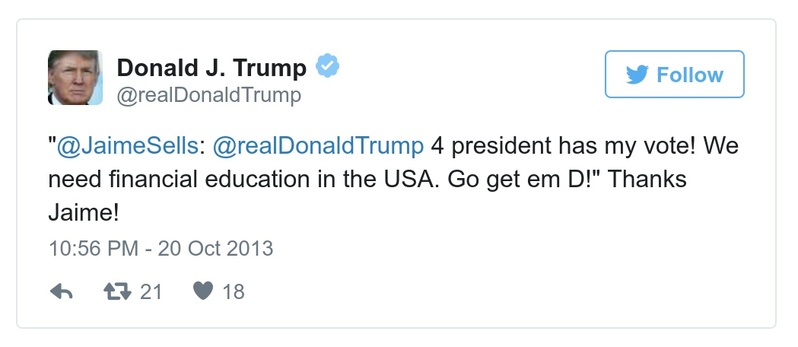 Donald J. Trump
Follow
@realDonaldTrump
"@JaimeSells: @realDonaldTrump 4 president has my vote! We
need financial education in the USA. Go get em D!" Thanks
Jaime!
10:56 PM - 20 Oct 2013
21 18